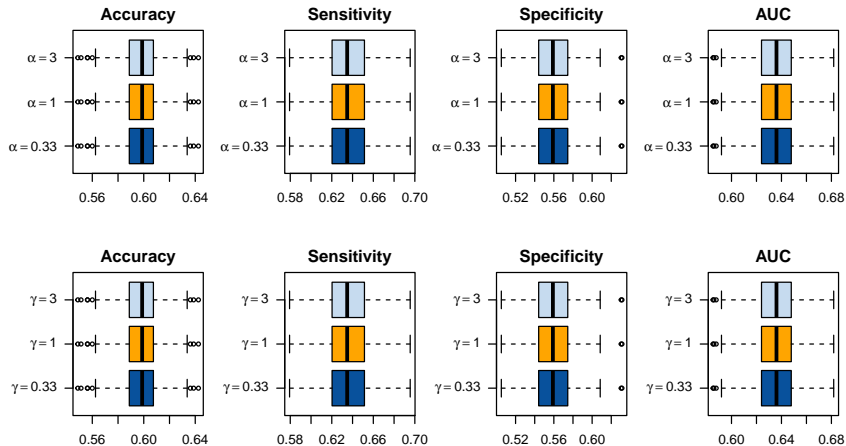 Accuracy Sensitivity Specificity AUC
α = 3 α = 3 α = 3 α = 3
α = 1 α = 1 α = 1 α = 1
α = 0.33 α = 0.33 α = 0.33 α = 0.33
0.56 0.60 0.64 0.58 0.62 0.66 0.70 0.52 0.56 0.60 0.60 0.64 0.68
Accuracy Sensitivity Specificity AUC
γ = 3 γ = 3 γ = 3 γ = 3
γ = 1 γ = 1 γ = 1 γ = 1
γ = 0.33 γ = 0.33 γ = 0.33 γ = 0.33
0.56 0.60 0.64 0.58 0.62 0.66 0.70 0.52 0.56 0.60 0.60 0.64 0.68